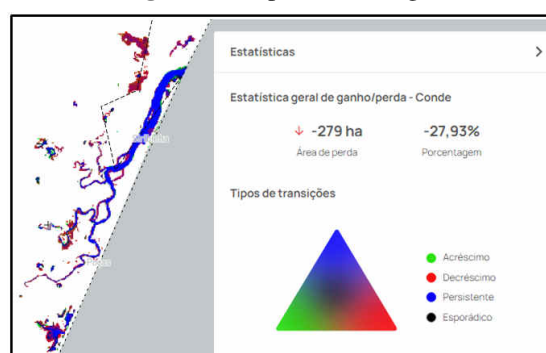 Estatísticas
Estatística geral de ganho/perda - Conde
-279 ha
-27,93%
Área de perda
Porcentagem
Tipos de transições
Acréscimo
Decréscimo
Persistente
Esporádico